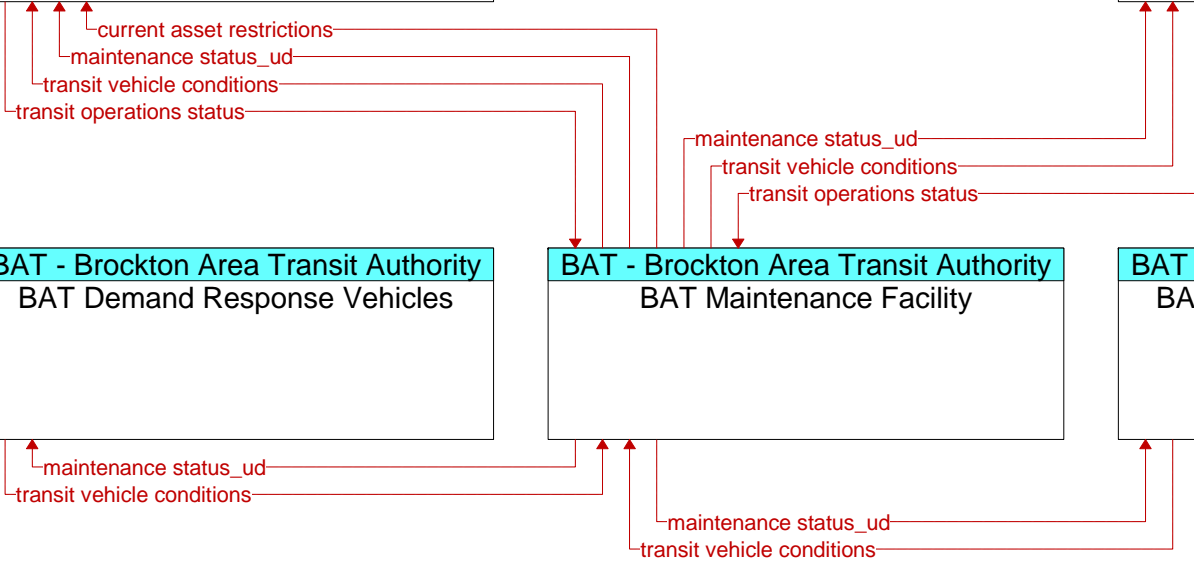 current asset restrictions
maintenance status_ud
transit vehicle conditions
transit operations status
maintenance status_ud
transit vehicle conditions
transit operations status
BAT - Brockton Area Transit Authority
BAT Demand Response Vehicles
BAT - Brockton Area Transit Authority
BAT Maintenance Facility
BAT
maintenance status_ud
transit vehicle conditions
maintenance status_ud
transit vehicle conditions